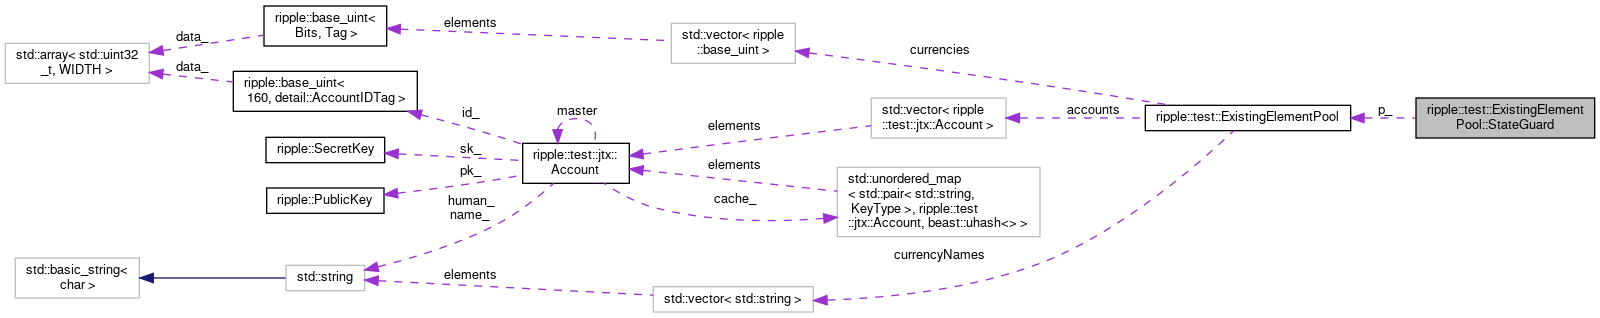 ripple::base_uint<
Bits, Tag >
elements
std::vector< ripple
::base_uint >
data_
std::array< std::uint32
_t, WIDTH >
currencies
data_
ripple::base_uint<
160, detail::AccountIDTag >
id_
master
std::vector< ripple
::test::jtx::Account >
accounts
ripple::test::ExistingElementPool
p_
ripple::test::ExistingElement
Pool::StateGuard
elements
ripple::SecretKey
sk_
ripple::test::jtx::
Account
elements
pk_
ripple::PublicKey
human_
name_
cache_
std::unordered_map
< std::pair< std::string,
KeyType >, ripple::test
::jtx::Account, beast::uhash<> >
currencyNames
std::basic_string<
char >
std::string
elements
std::vector< std::string >